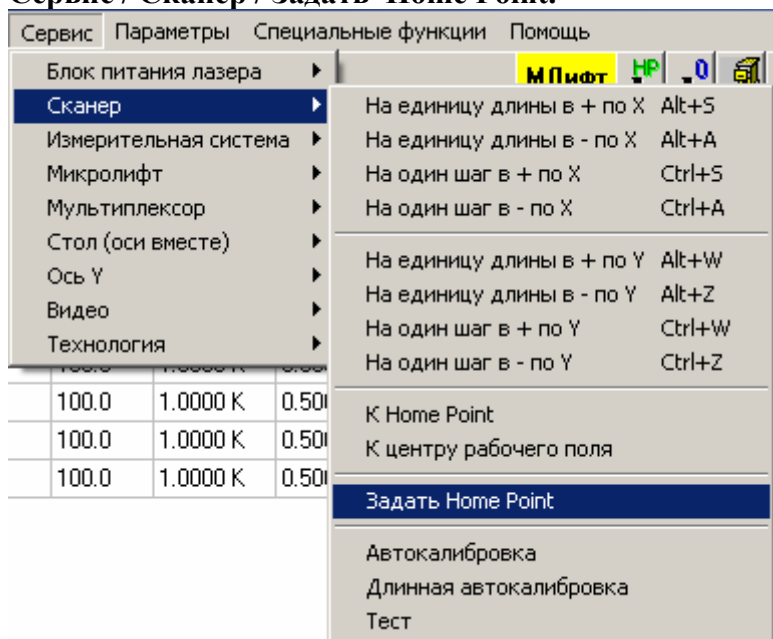 Сервис / Сканер / Задать Home Point.
Сервис Параметры Специальные функции Помощь
МЛифт HP 0
Блок питания лазера
Сканер
Измерительная система
Микролифт
Мультиплексор
Стол (оси вместе)
Ось Y
Видео
Технология
На единицу длины в + по X Alt+S
На единицу длины в - по X Alt+A
На один шаг в + по X Ctrl+S
На один шаг в - по X Ctrl+A
На единицу длины в + по Y Alt+W
На единицу длины в - по Y Alt+Z
На один шаг в + по Y Ctrl+W
На один шаг в - по Y Ctrl+Z
К Home Point
К центру рабочего поля
Задать Home Point
Автокалибровка
Длинная автокалибровка
Тест
100.0 1.0000 K
100.0 1.0000 K
100.0 1.0000 K